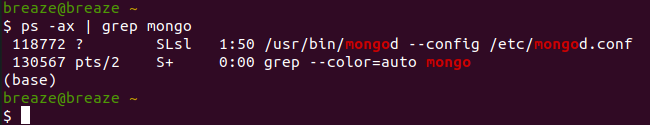 breaze@breaze ~
$ ps -ax | grep mongo
118772 ? SLsl 1:50 /usr/bin/mongod --config /etc/mongod.conf
130567 pts/2 S+ 0:00 grep --color=auto mongo
(base)
breaze@breaze ~
$